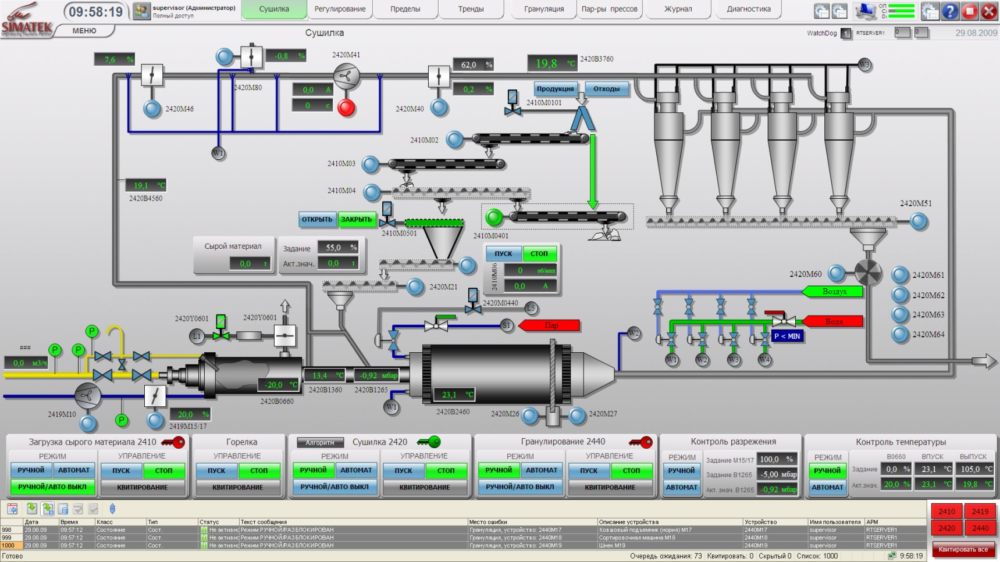 SIMATEK
Engineering Siemens Partner
09:58:19
supervisor (Администратор)
Полный доступ
МЕНЮ
Сушилка
Регулирование
Пределы
Тренды
Грануляция
Пар-ры прессов
Журнал
Диагностика
Сушилка
WatchDog 1 RTSERVER1 0 0 29.08.2009
7,6 %
-0,8 %
2420M41
62,0 %
19,8 °C
2420B3760
W3
2420M80
0,0 A
0,2 %
Продукция
Отходы
2420M46
0 c
2420M40
2410M0101
W1
2410M02
2410M03
19,1 °C
2420B4560
2410M04
2420M51
ОТКРЫТЬ
ЗАКРЫТЬ
2410M0501
2410M0401
Сырой материал
0,0 т
Задание 55,0 %
Акт.знач. 0,0 т
ПУСК
СТОП
2410M06
0 об/мин
0,0 A
2420M60
2420M61
2420M62
2420M63
2420M64
2420M21
Воздух
2420M0440
L5
2420Y0601
2420Y0601
L1
S1
Пар
Вода
W2
P < MIN
P
P
P
###
0,0 м3/ч
W1
W2
W3
W4
13,4 °C
-0,92 мбар
-20,0 °C
2420B1360
2420B1265
2420B0660
23,1 °C
2420B2460
W1
2419M10
P
20,0 %
2419M15/17
2420M26
2420M27
Загрузка сырого материала 2410
РЕЖИМ
УПРАВЛЕНИЕ
РУЧНОЙ
АВТОМАТ
ПУСК
СТОП
РУЧНОЙ/АВТО ВЫКЛ
КВИТИРОВАНИЕ
Горелка
УПРАВЛЕНИЕ
ПУСК
СТОП
КВИТИРОВАНИЕ
Алгоритм
Сушилка 2420
РЕЖИМ
УПРАВЛЕНИЕ
РУЧНОЙ
АВТОМАТ
ПУСК
СТОП
РУЧНОЙ/АВТО ВЫКЛ
КВИТИРОВАНИЕ
Гранулирование 2440
РЕЖИМ
УПРАВЛЕНИЕ
РУЧНОЙ
АВТОМАТ
ПУСК
СТОП
РУЧНОЙ/АВТО ВЫКЛ
КВИТИРОВАНИЕ
Контроль разрежения
РЕЖИМ
РУЧНОЙ
АВТОМАТ
Задание M15/17 100,0 %
Задание B1265 -5,00 мбар
Акт. знач. B1265 -0,92 мбар
Контроль температуры
РЕЖИМ
РУЧНОЙ
АВТОМАТ
B0660 ВПУСК ВЫПУСК
Задание 0,0 % 23,1 °C 105,0 °C
Акт.знач. 20,0 % 23,1 °C 19,8 °C
Дата Время Класс Тип Статус Текст сообщения Место ошибки Описание устройства Устройство Имя пользователя АРМ
998 29.08.09 09:57:12 Состояние Сост. Не активно Режим РУЧНОЙ/РАЗБЛОКИРОВАН Грануляция, устройство: 2440M17 Ковшовый подъемник (нория) M17 2440M17 supervisor RTSERVER1
999 29.08.09 09:57:12 Состояние Сост. Не активно Режим РУЧНОЙ/РАЗБЛОКИРОВАН Грануляция, устройство: 2440M18 Сортировочная машина M18 2440M18 supervisor RTSERVER1
1000 29.08.09 09:57:12 Состояние Сост. Не активно Режим РУЧНОЙ/РАЗБЛОКИРОВАН Грануляция, устройство: 2440M19 Шнек M19 2440M19 supervisor RTSERVER1
Готово
Очередь ожидания: 73 Квитировать: 0 Скрытый 0 Список: 1000 9:58:19
2410
2419
2420
2440
Квитировать все